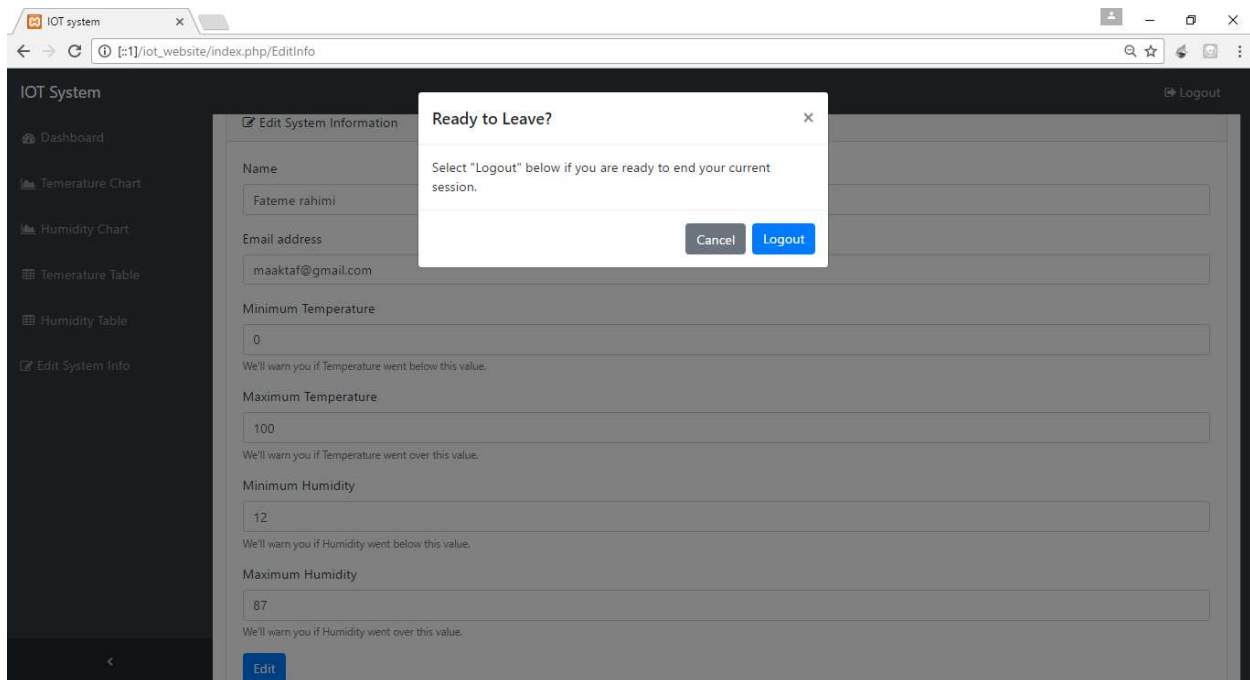 IOT system
[::1]/iot_website/index.php/EditInfo
IOT System
Logout
Dashboard
Temerature Chart
Humidity Chart
Temerature Table
Humidity Table
Edit System Info
Edit System Information
Name
Fateme rahimi
Email address
maaktaf@gmail.com
Minimum Temperature
0
We'll warn you if Temperature went below this value.
Maximum Temperature
100
We'll warn you if Temperature went over this value.
Minimum Humidity
12
We'll warn you if Humidity went below this value.
Maximum Humidity
87
We'll warn you if Humidity went over this value.
Edit
Ready to Leave?
Select "Logout" below if you are ready to end your current
session.
Cancel
Logout